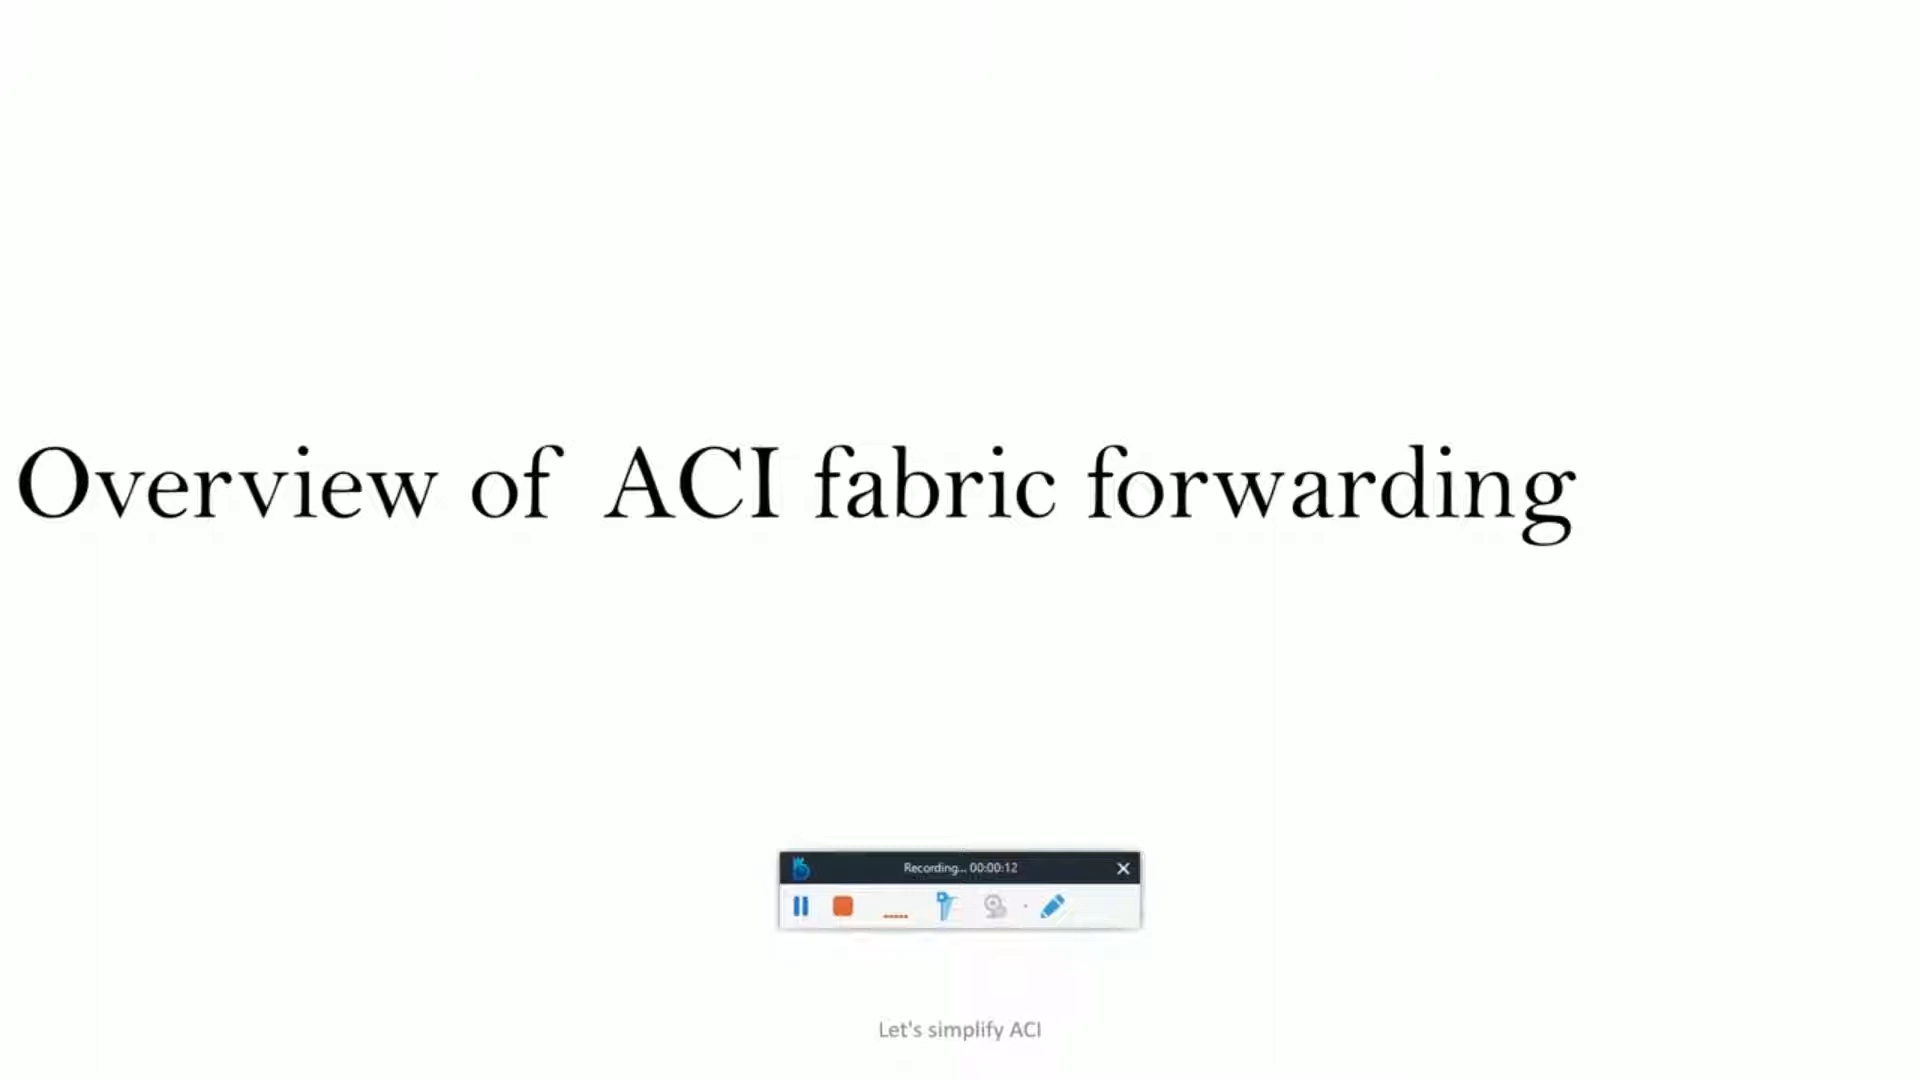 Overview of ACI fabric forwarding
Recording... 00:00:12
Let's simplify ACI